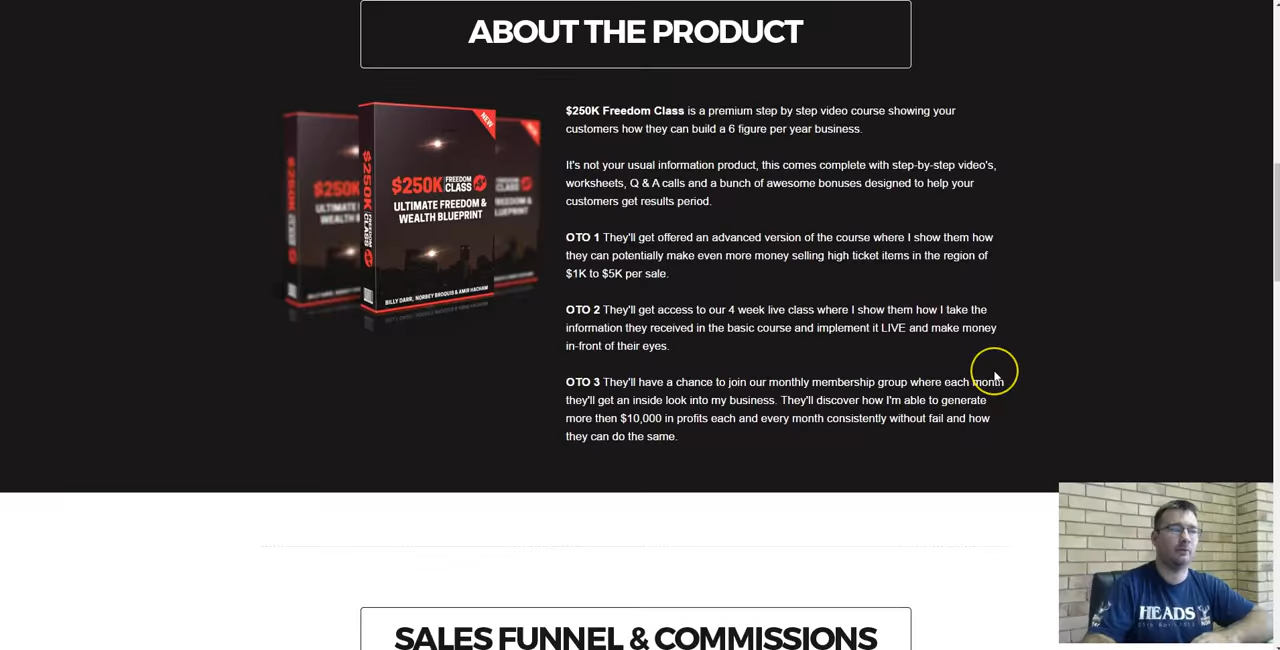 ABOUT THE PRODUCT
NEW
$250K FREEDOM CLASS
ULTIMATE FREEDOM &
WEALTH BLUEPRINT
$250K FREEDOM CLASS
BILLY DARR, NORBEY BROQUIS & AMIR HACHAM
$250K Freedom Class is a premium step by step video course showing your
customers how they can build a 6 figure per year business.
It's not your usual information product, this comes complete with step-by-step video's,
worksheets, Q & A calls and a bunch of awesome bonuses designed to help your
customers get results period.
OTO 1 They'll get offered an advanced version of the course where I show them how
they can potentially make even more money selling high ticket items in the region of
$1K to $5K per sale.
OTO 2 They'll get access to our 4 week live class where I show them how I take the
information they received in the basic course and implement it LIVE and make money
in-front of their eyes.
OTO 3 They'll have a chance to join our monthly membership group where each month
they'll get an inside look into my business. They'll discover how I'm able to generate
more then $10,000 in profits each and every month consistently without fail and how
they can do the same.
SALES FUNNEL & COMMISSIONS
HEADS